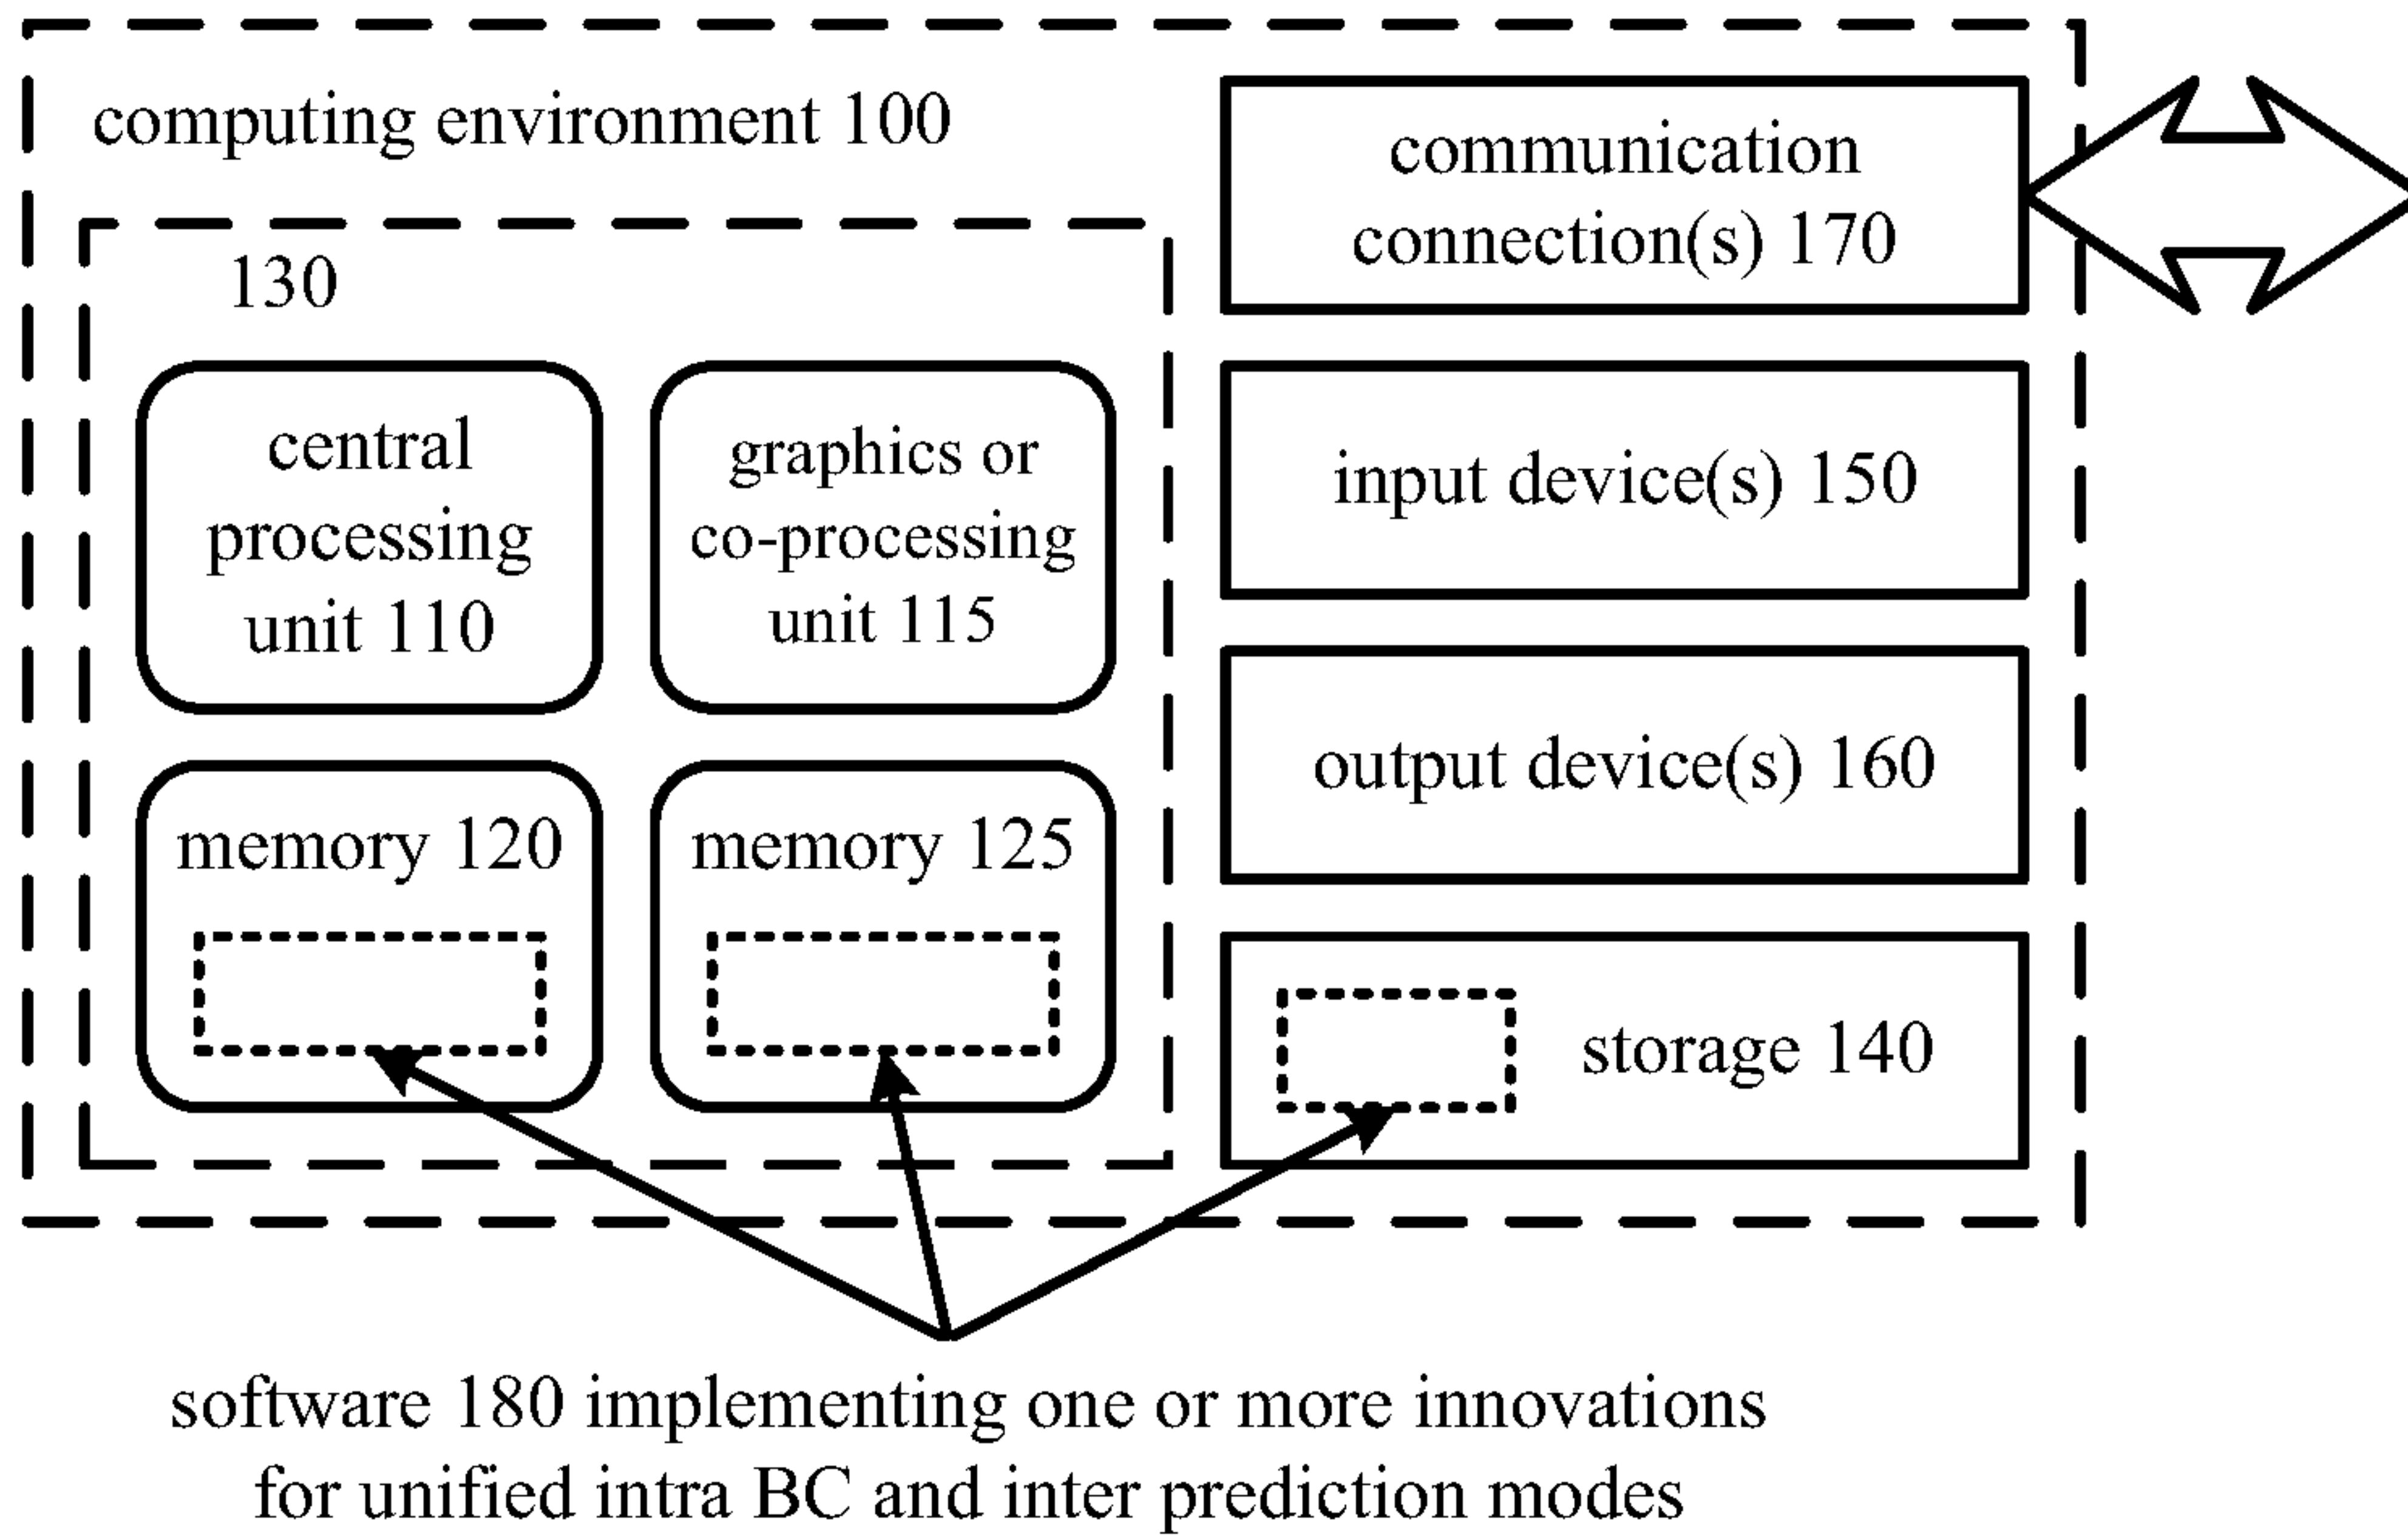 computing environment 100
130
central
processing
unit 110
graphics or
co-processing
unit 115
memory 120
memory 125
communication
connection(s) 170
input device(s) 150
output device(s) 160
storage 140
software 180 implementing one or more innovations
for unified intra BC and inter prediction modes